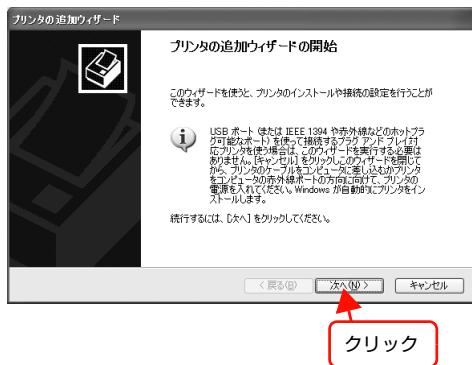 プリンタの追加ウィザード
プリンタの追加ウィザードの開始
このウィザードを使うと、プリンタのインストールや接続の設定を行うことが
できます。
USB ポート (または IEEE 1394 や赤外線などのホットプラ
グ可能なポート) を使って接続するプラグ アンド プレイ対
応プリンタを使う場合は、このウィザードを実行する必要は
ありません。[キャンセル] をクリックしこのウィザードを閉じて
から、プリンタのケーブルをコンピュータに差し込むかプリンタ
をコンピュータの赤外線ポートの方向に向けて、プリンタの
電源を入れてください。Windows が自動的にプリンタをイン
ストールします。
続行するには、[次へ] をクリックしてください。
< 戻る(B)
次へ(N) >
キャンセル
クリック